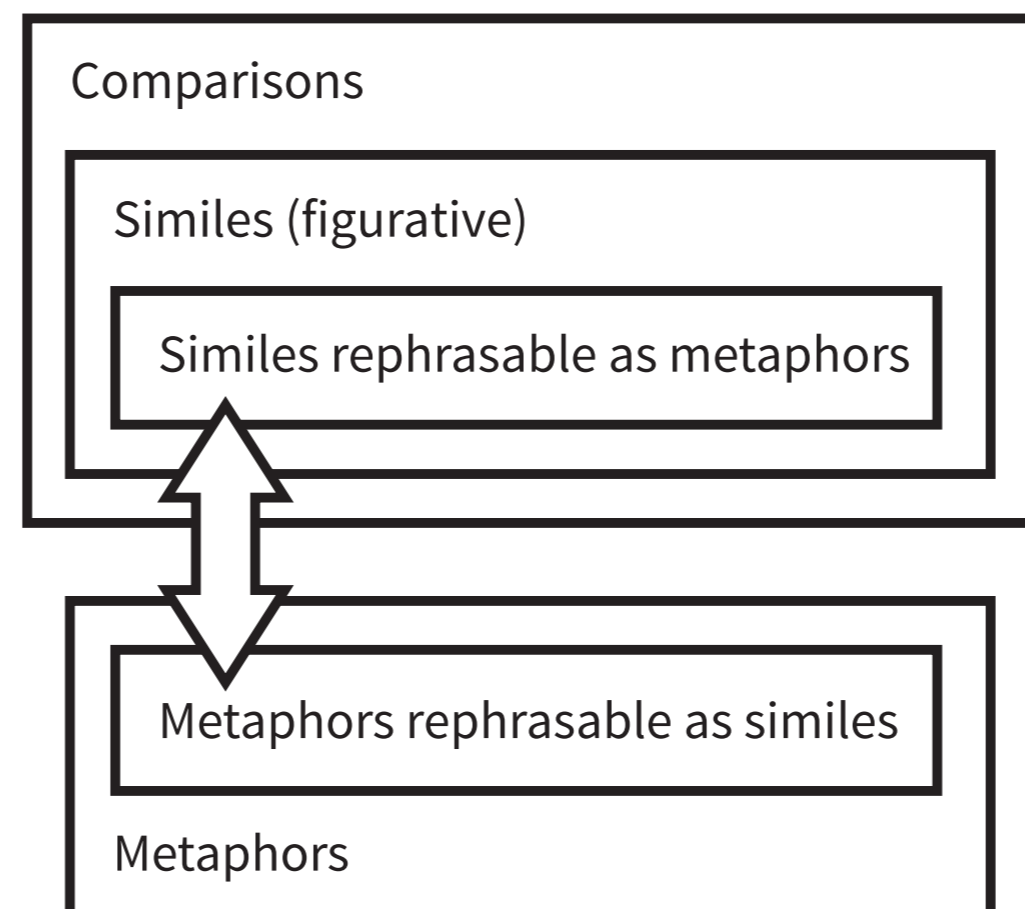 Comparisons
Similes (figurative)
Similes rephrasable as metaphors
Metaphors rephrasable as similes
Metaphors